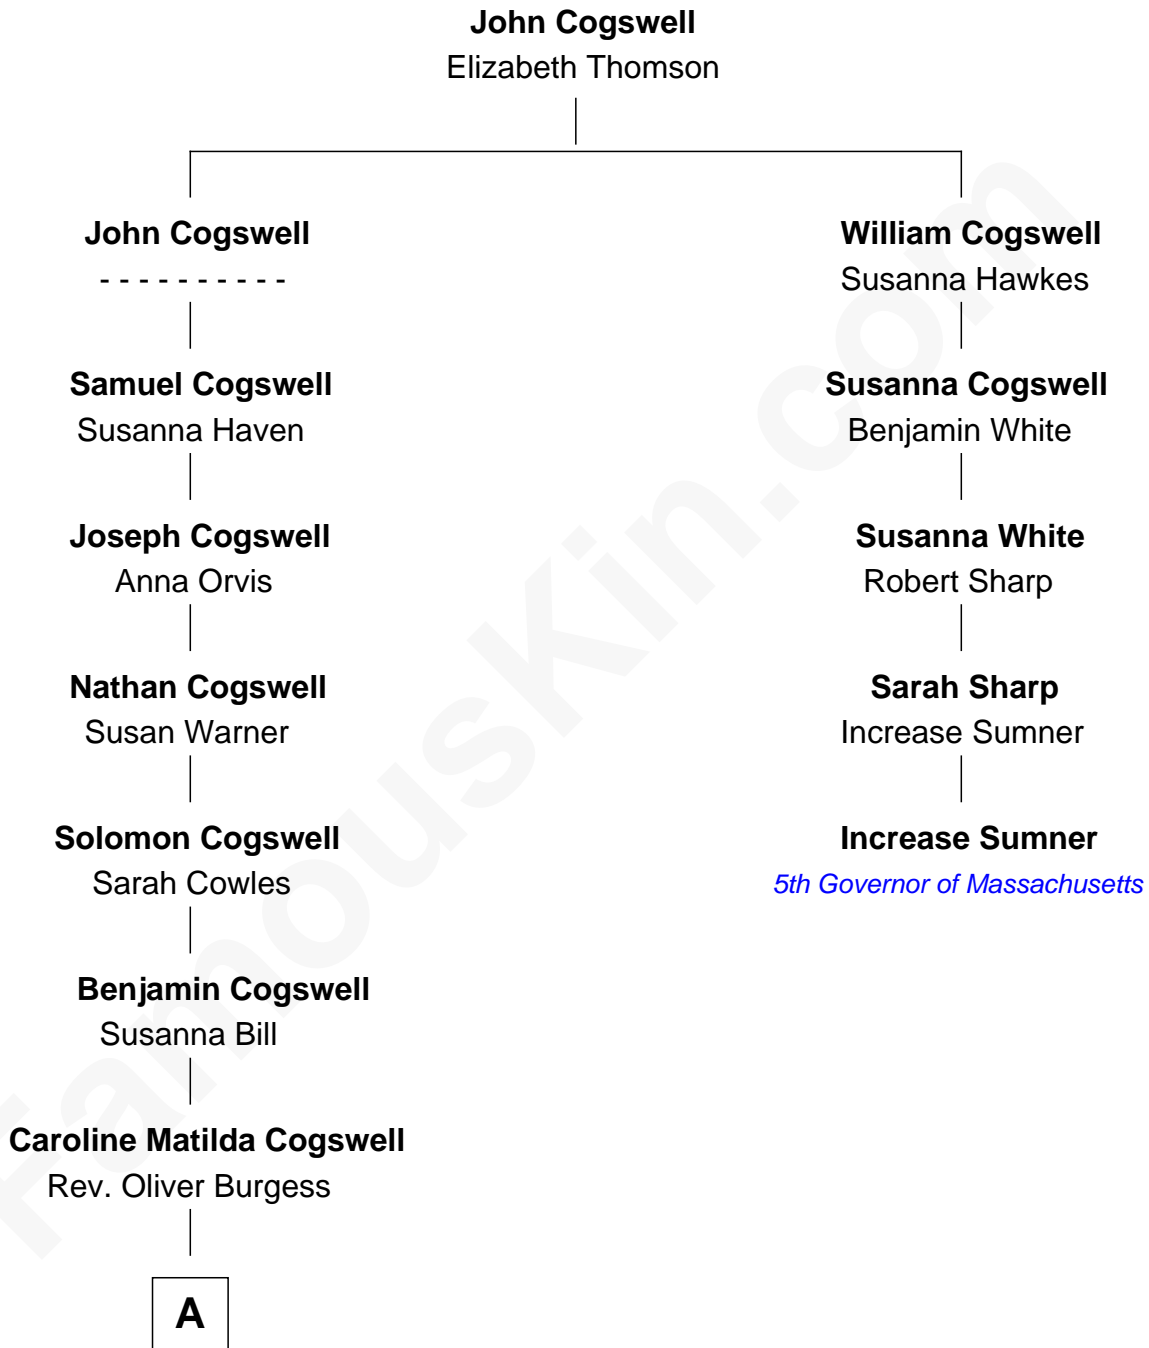 John Cogswell
Elizabeth Thomson
John Cogswell
- - - - - - - - - -
Samuel Cogswell
Susanna Haven
Joseph Cogswell
Anna Orvis
Nathan Cogswell
Susan Warner
Solomon Cogswell
Sarah Cowles
Benjamin Cogswell
Susanna Bill
Caroline Matilda Cogswell
Rev. Oliver Burgess
A
William Cogswell
Susanna Hawkes
Susanna Cogswell
Benjamin White
Susanna White
Robert Sharp
Sarah Sharp
Increase Sumner
Increase Sumner
5th Governor of Massachusetts
FamousKin.com